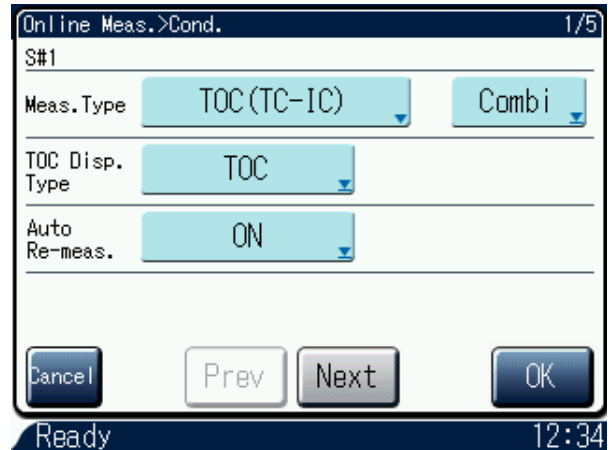 Online Meas.>Cond. 1/5
S#1
Meas.Type TOC(TC-IC) Combi
TOC Disp.
Type TOC
Auto
Re-meas. ON
Cancel Prev Next OK
Ready 12:34